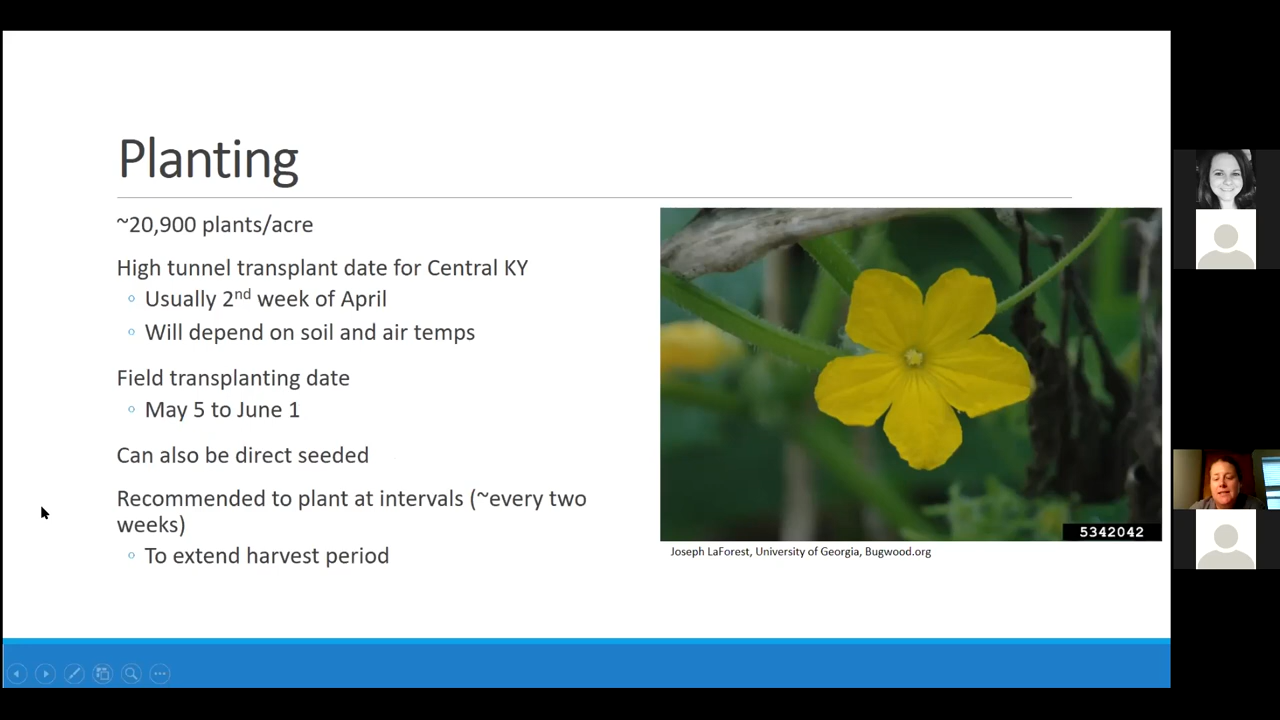 Planting
~20,900 plants/acre
High tunnel transplant date for Central KY
Usually 2nd week of April
Will depend on soil and air temps
Field transplanting date
May 5 to June 1
Can also be direct seeded
Recommended to plant at intervals (~every two
weeks)
To extend harvest period
5342042
Joseph LaForest, University of Georgia, Bugwood.org